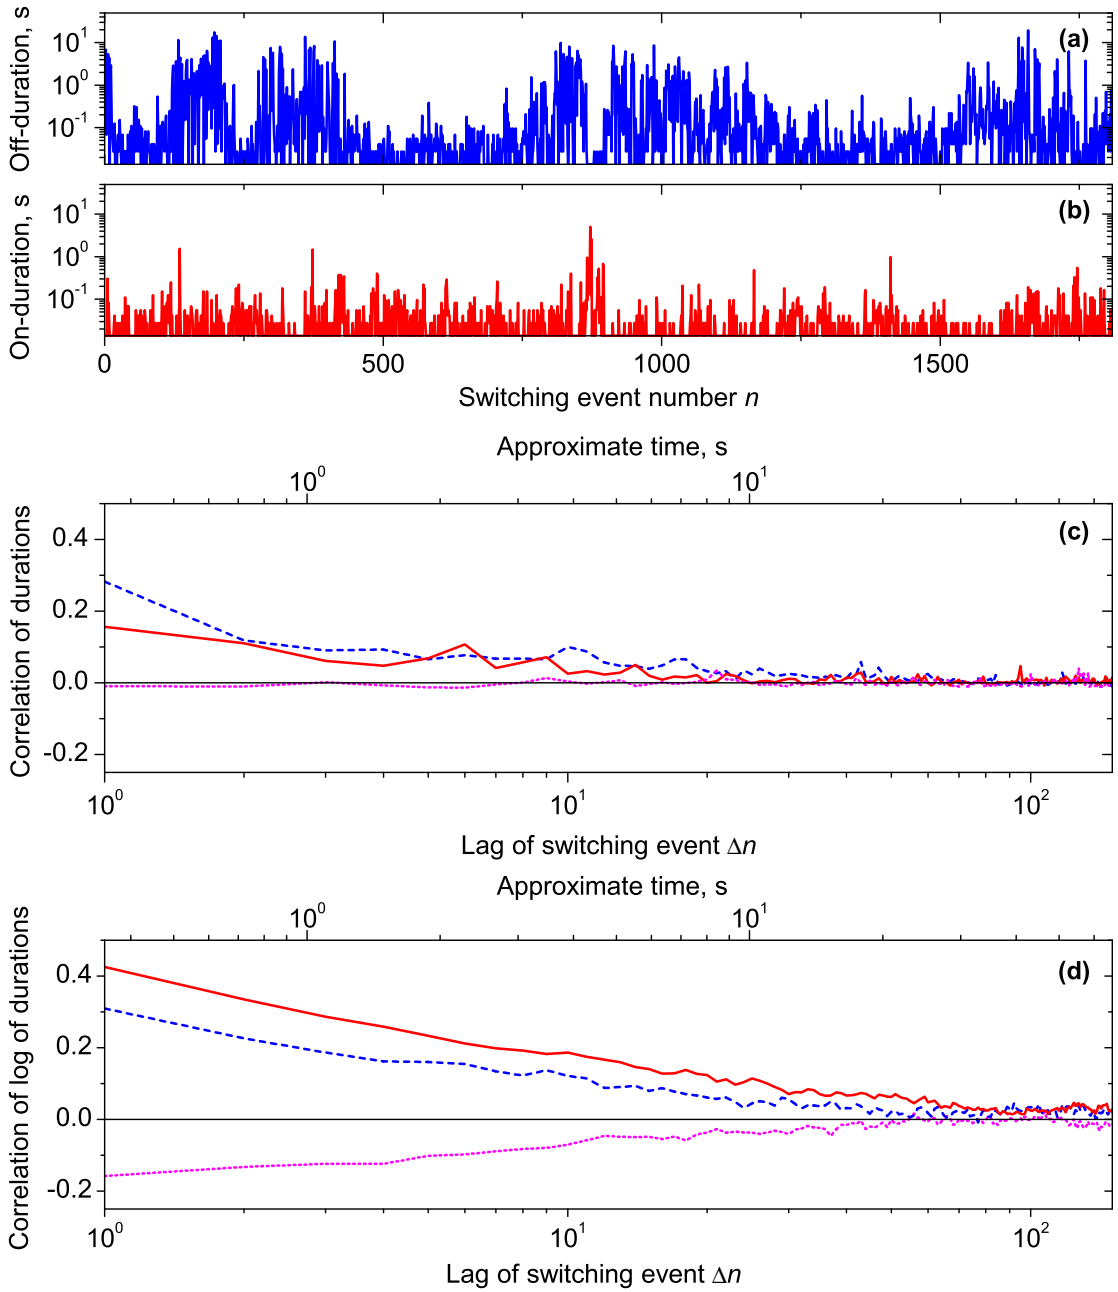 Off-duration, s
10^1
10^0
10^-1
(a)
On-duration, s
10^1
10^0
10^-1
(b)
0 500 1000 1500
Switching event number n
Approximate time, s
10^0 10^1
Correlation of durations
0.4
0.2
0.0
-0.2
(c)
10^0 10^1 10^2
Lag of switching event Δn
Approximate time, s
10^0 10^1
Correlation of log of durations
0.4
0.2
0.0
-0.2
(d)
10^0 10^1 10^2
Lag of switching event Δn